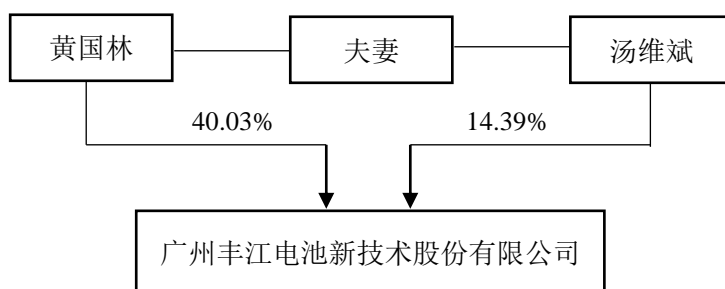 黄国林
夫妻
汤维斌
40.03%
14.39%
广州丰江电池新技术股份有限公司